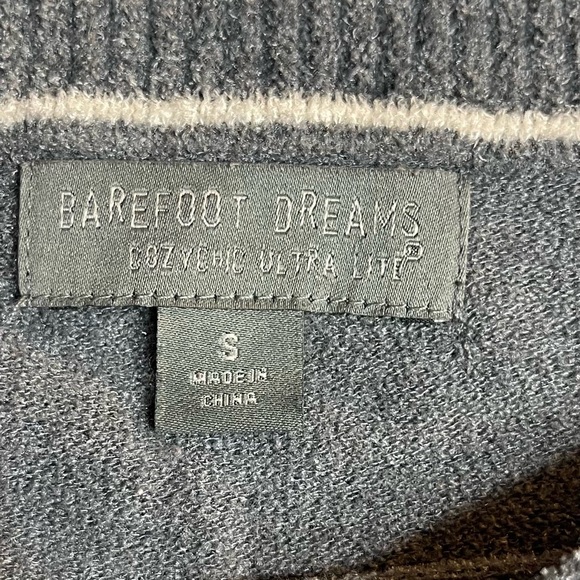 BAREFOOT DREAMS
COZYCHIC ULTRA LITE
S
MADE IN
CHINA